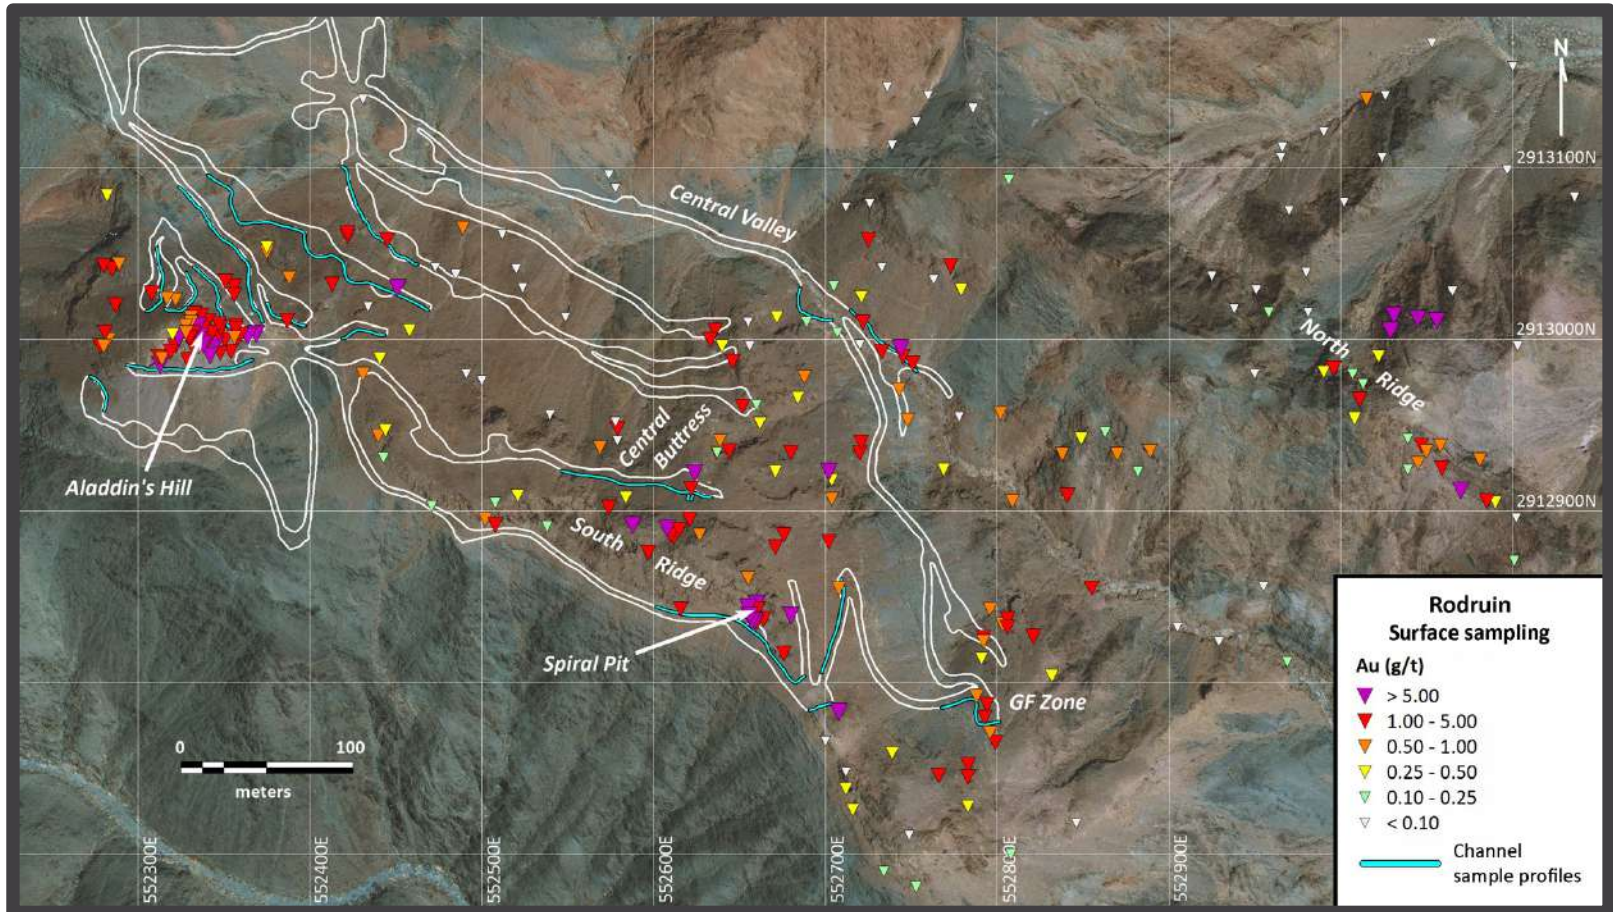 N
2913100N
Central Valley
2913000N
North
Ridge
Central
Buttress
Aladdin's Hill
2912900N
South
Ridge
Spiral Pit
GF Zone
0 100
meters
552300E
552400E
552500E
552600E
552700E
552800E
552900E
Rodruin
Surface sampling
Au (g/t)
> 5.00
1.00 - 5.00
0.50 - 1.00
0.25 - 0.50
0.10 - 0.25
< 0.10
Channel
sample profiles